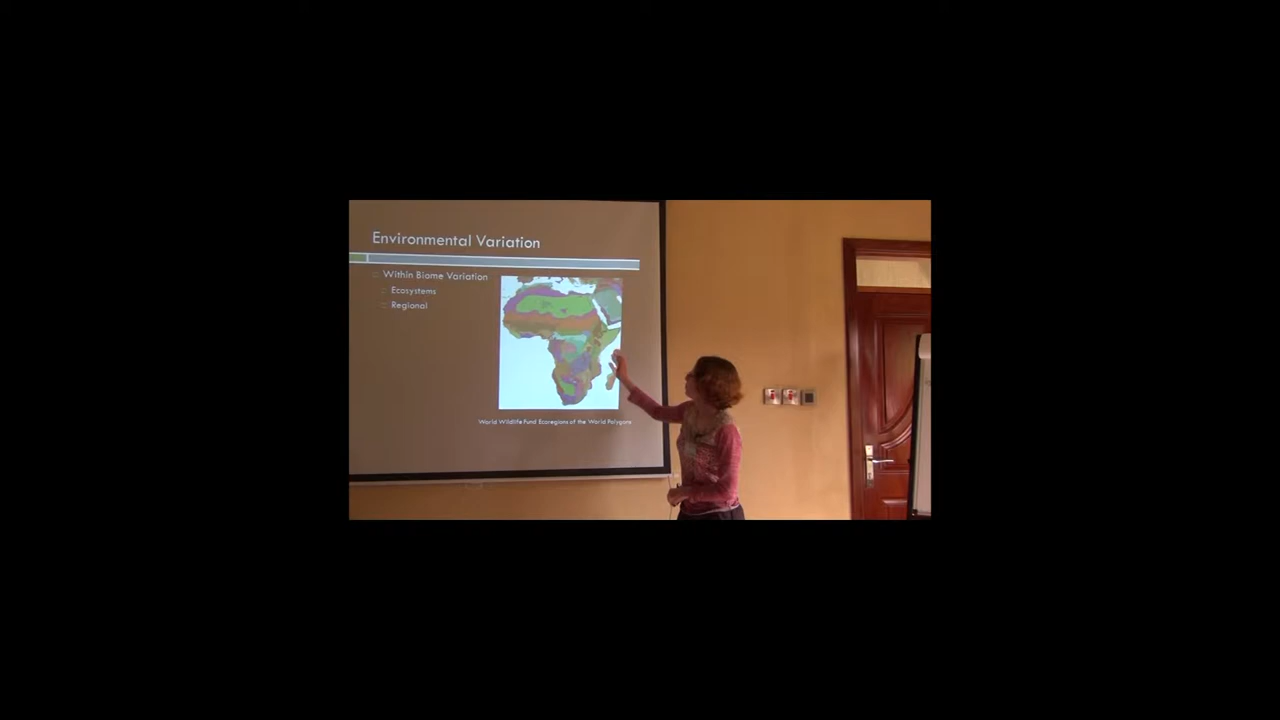 Environmental Variation
Within Biome Variation
Ecosystems
Regional
World Wildlife Fund Ecoregions of the World Polygons